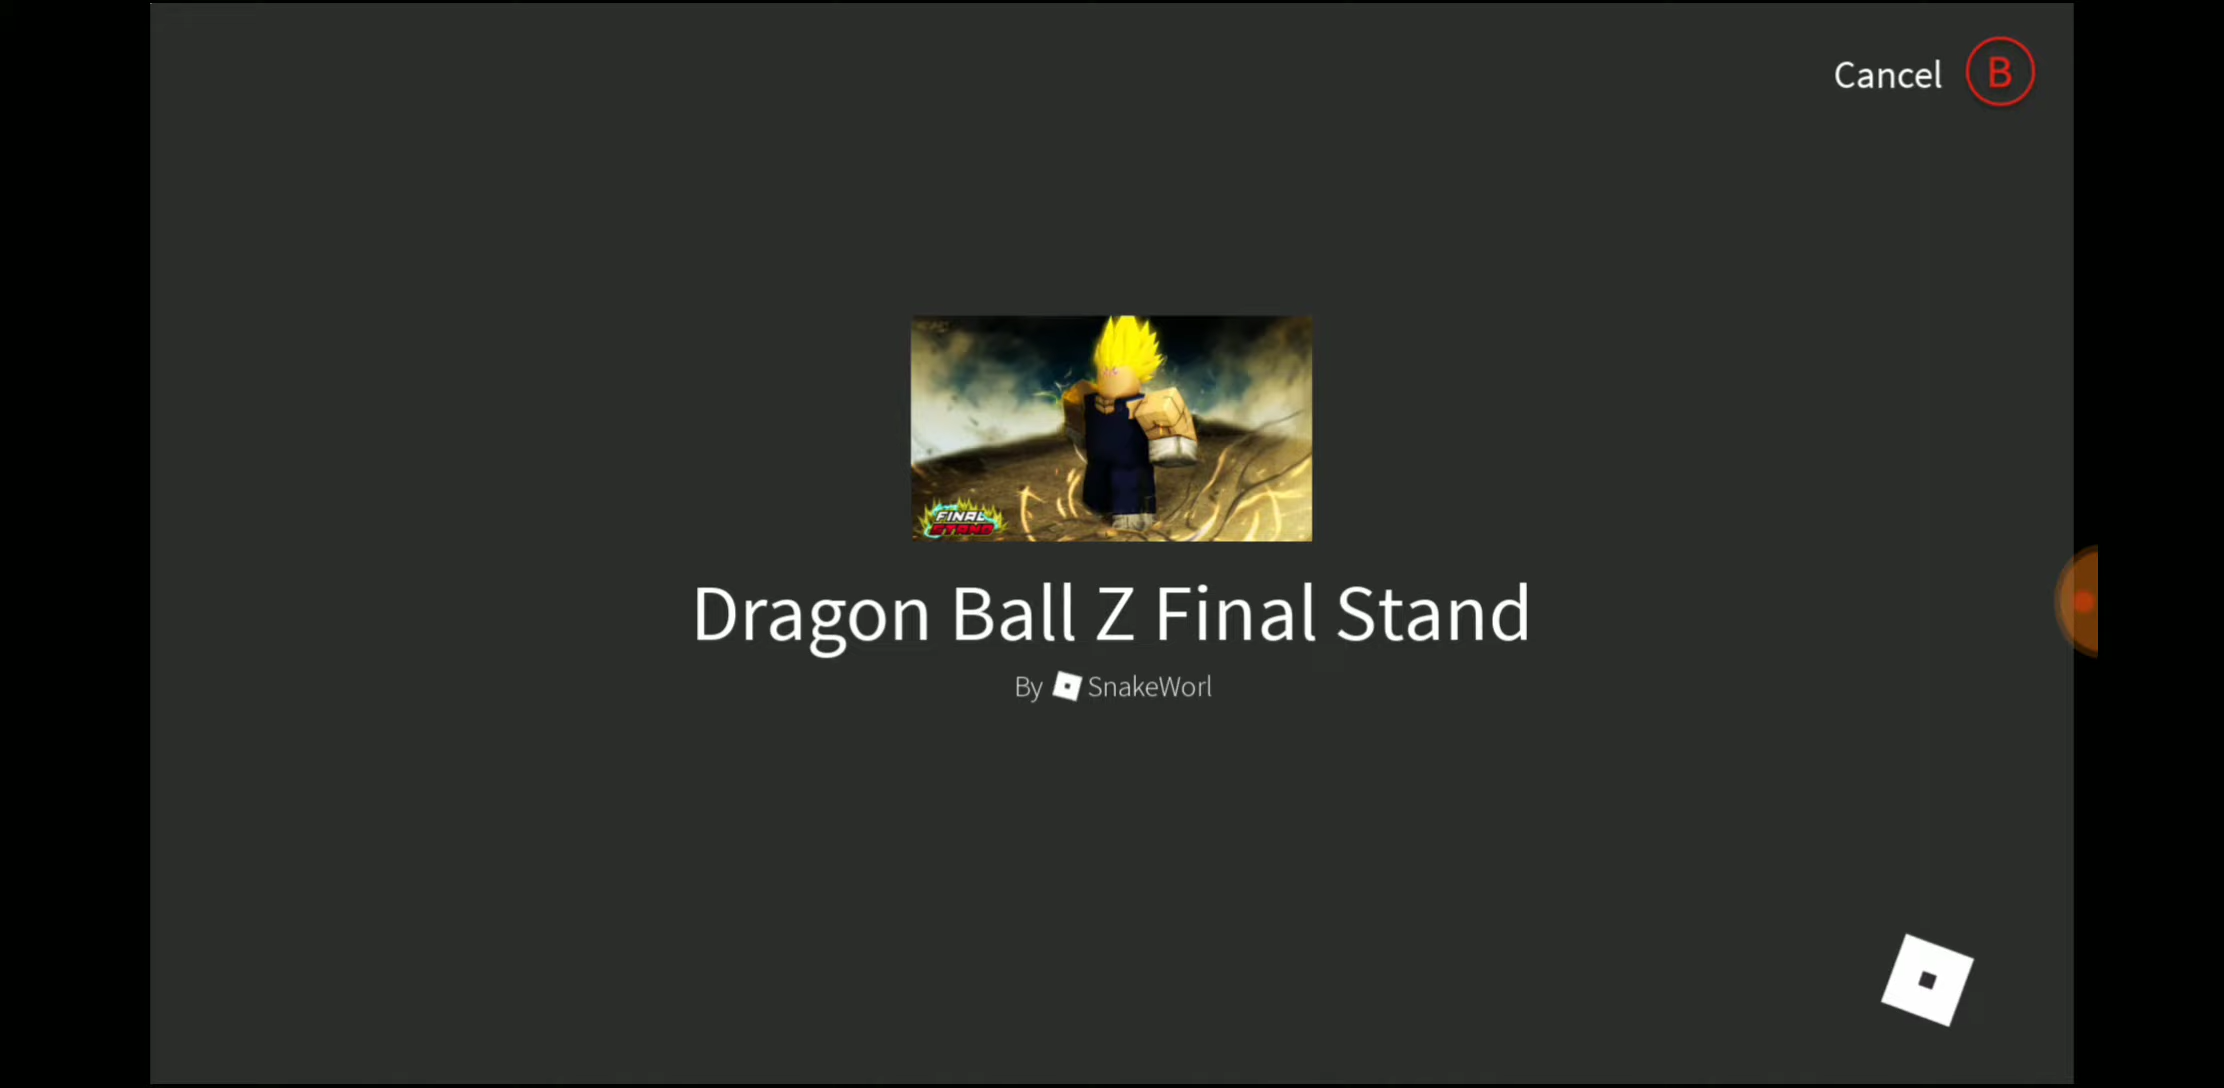 Cancel B
FINAL
STAND
Dragon Ball Z Final Stand
By SnakeWorl